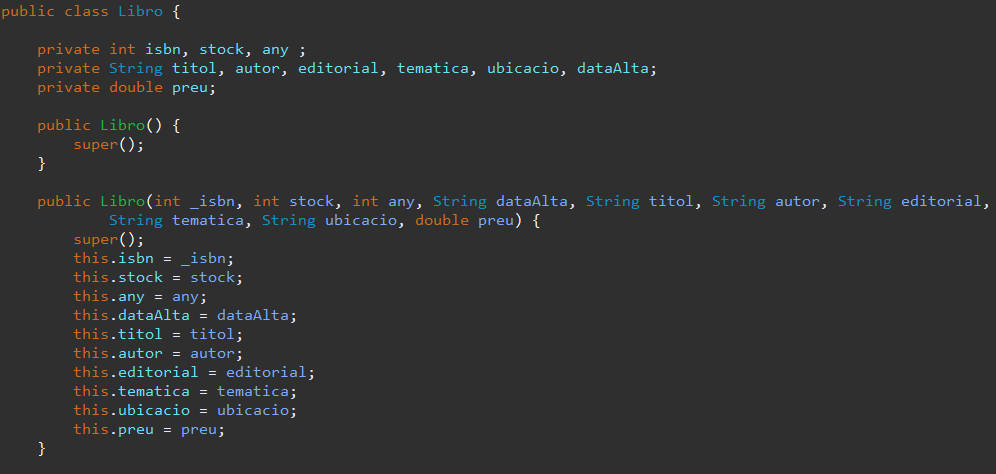 public class Libro {
private int isbn, stock, any ;
private String titol, autor, editorial, tematica, ubicacio, dataAlta;
private double preu;
public Libro() {
super();
}
public Libro(int _isbn, int stock, int any, String dataAlta, String titol, String autor, String editorial,
String tematica, String ubicacio, double preu) {
super();
this.isbn = _isbn;
this.stock = stock;
this.any = any;
this.dataAlta = dataAlta;
this.titol = titol;
this.autor = autor;
this.editorial = editorial;
this.tematica = tematica;
this.ubicacio = ubicacio;
this.preu = preu;
}